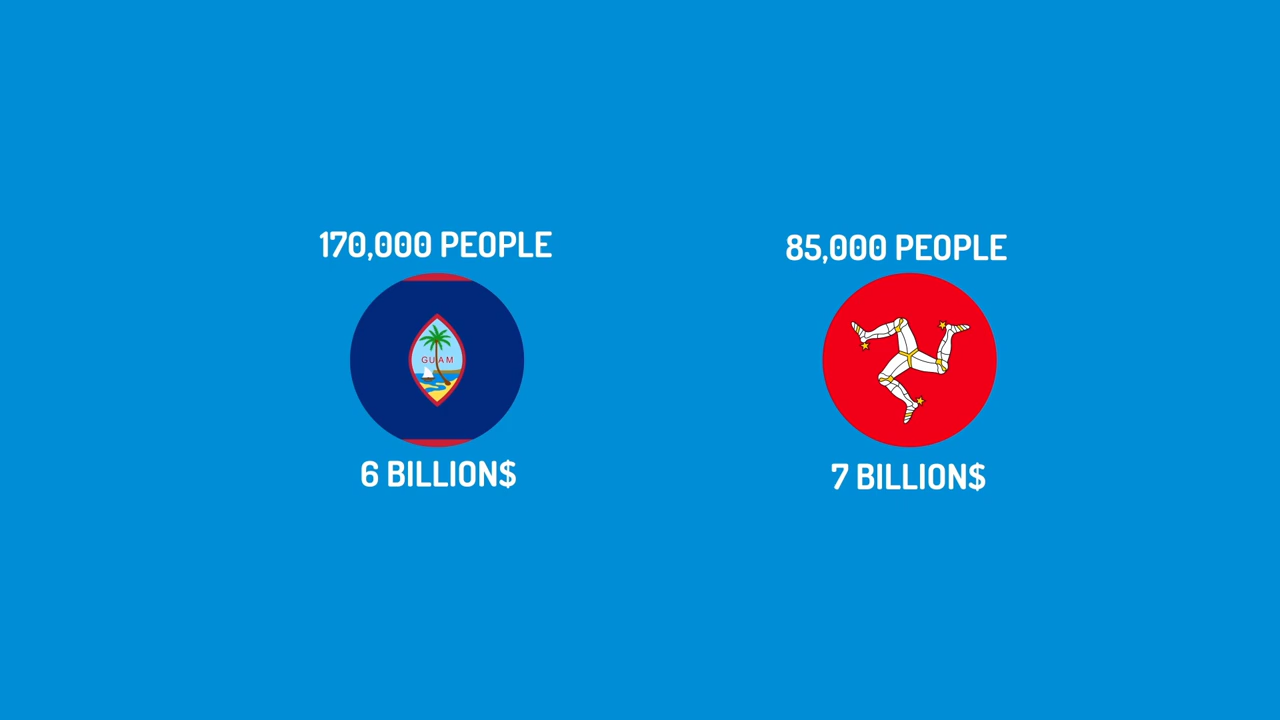 170,000 PEOPLE
85,000 PEOPLE
GUAM
6 BILLION$
7 BILLION$